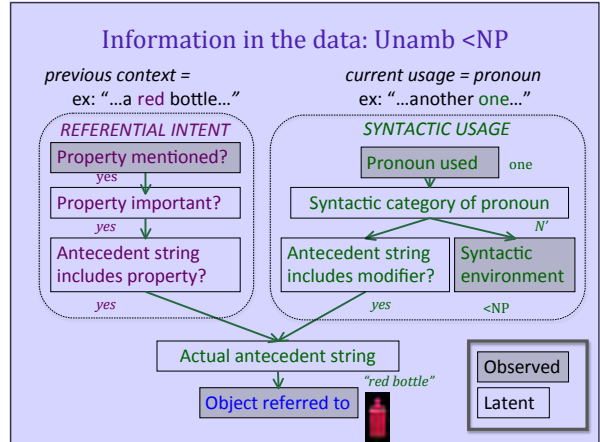 Information in the data: Unamb <NP
previous context =
ex: “…a red bottle…”
current usage = pronoun
ex: “…another one…”
REFERENTIAL INTENT
Property mentioned?
yes
Property important?
yes
Antecedent string
includes property?
yes
SYNTACTIC USAGE
Pronoun used
one
Syntactic category of pronoun
N’
Antecedent string
includes modifier?
yes
Syntactic
environment
<NP
Actual antecedent string
“red bottle”
Object referred to
Observed
Latent